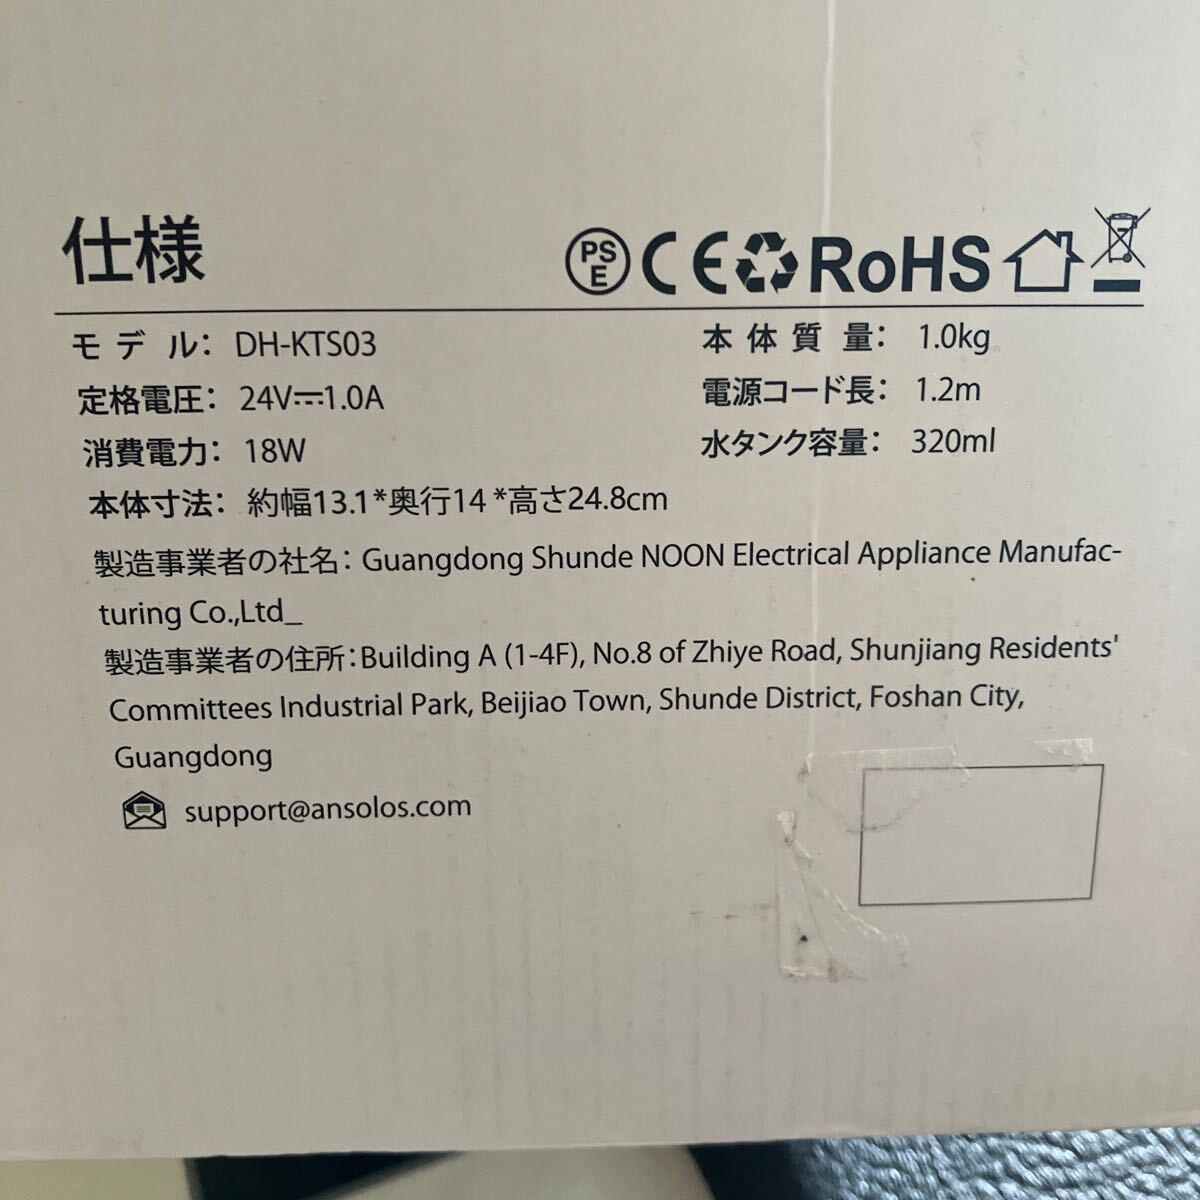 仕様
PSE CE RoHS
モデル： DH-KTS03
本体質量： 1.0kg
定格電圧： 24V⎓1.0A
電源コード長： 1.2m
消費電力： 18W
水タンク容量： 320ml
本体寸法： 約幅13.1*奥行14 *高さ24.8cm
製造事業者の社名：Guangdong Shunde NOON Electrical Appliance Manufac-
turing Co.,Ltd_
製造事業者の住所：Building A (1-4F), No.8 of Zhiye Road, Shunjiang Residents'
Committees Industrial Park, Beijiao Town, Shunde District, Foshan City,
Guangdong
support@ansolos.com